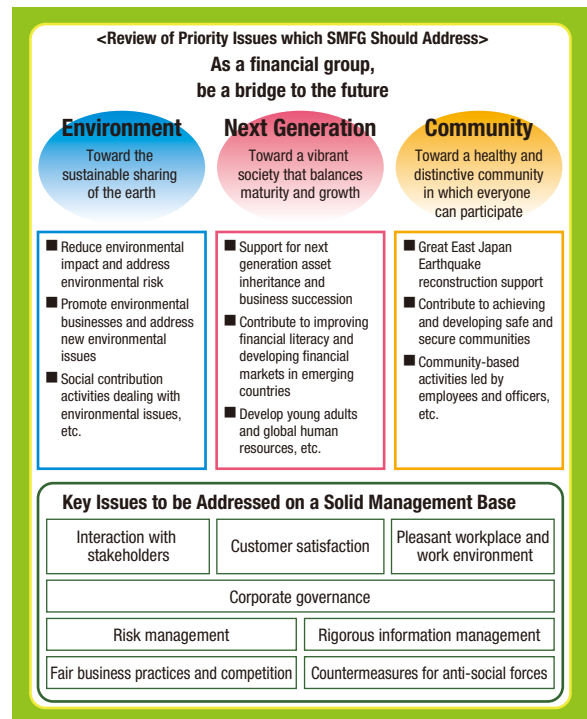 <Review of Priority Issues which SMFG Should Address>
As a financial group,
be a bridge to the future
Environment
Toward the
sustainable sharing
of the earth
Next Generation
Toward a vibrant
society that balances
maturity and growth
Community
Toward a healthy and
distinctive community
in which everyone
can participate
■ Reduce environmental
impact and address
environmental risk
■ Promote environmental
businesses and address
new environmental
issues
■ Social contribution
activities dealing with
environmental issues,
etc.
■ Support for next
generation asset
inheritance and
business succession
■ Contribute to improving
financial literacy and
developing financial
markets in emerging
countries
■ Develop young adults
and global human
resources, etc.
■ Great East Japan
Earthquake
reconstruction support
■ Contribute to achieving
and developing safe and
secure communities
■ Community-based
activities led by
employees and officers,
etc.
Key Issues to be Addressed on a Solid Management Base
Interaction with
stakeholders
Customer satisfaction
Pleasant workplace and
work environment
Corporate governance
Risk management
Rigorous information management
Fair business practices and competition
Countermeasures for anti-social forces